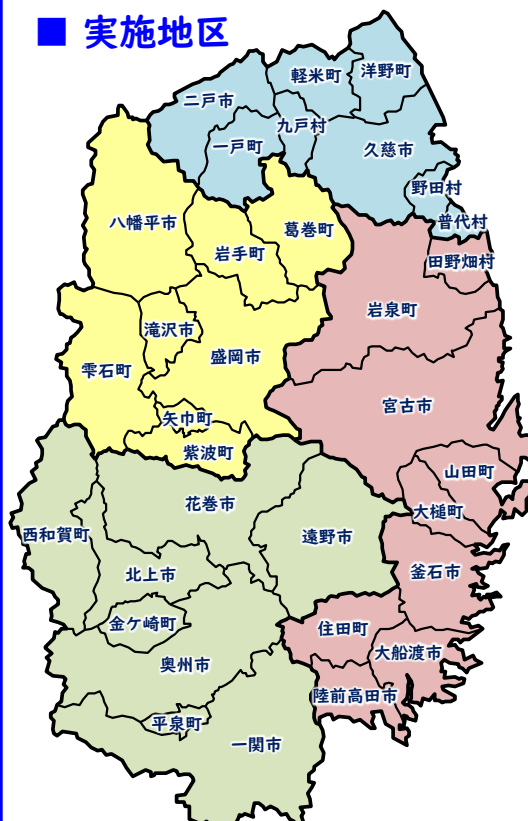 ■ 実施地区
洋野町
軽米町
二戸市
九戸村
一戸町
久慈市
野田村
普代村
八幡平市
葛巻町
岩手町
田野畑村
岩泉町
滝沢市
盛岡市
雫石町
宮古市
矢巾町
紫波町
山田町
花巻市
大槌町
西和賀町
遠野市
釜石市
北上市
金ケ崎町
住田町
大船渡市
奥州市
陸前高田市
平泉町
一関市